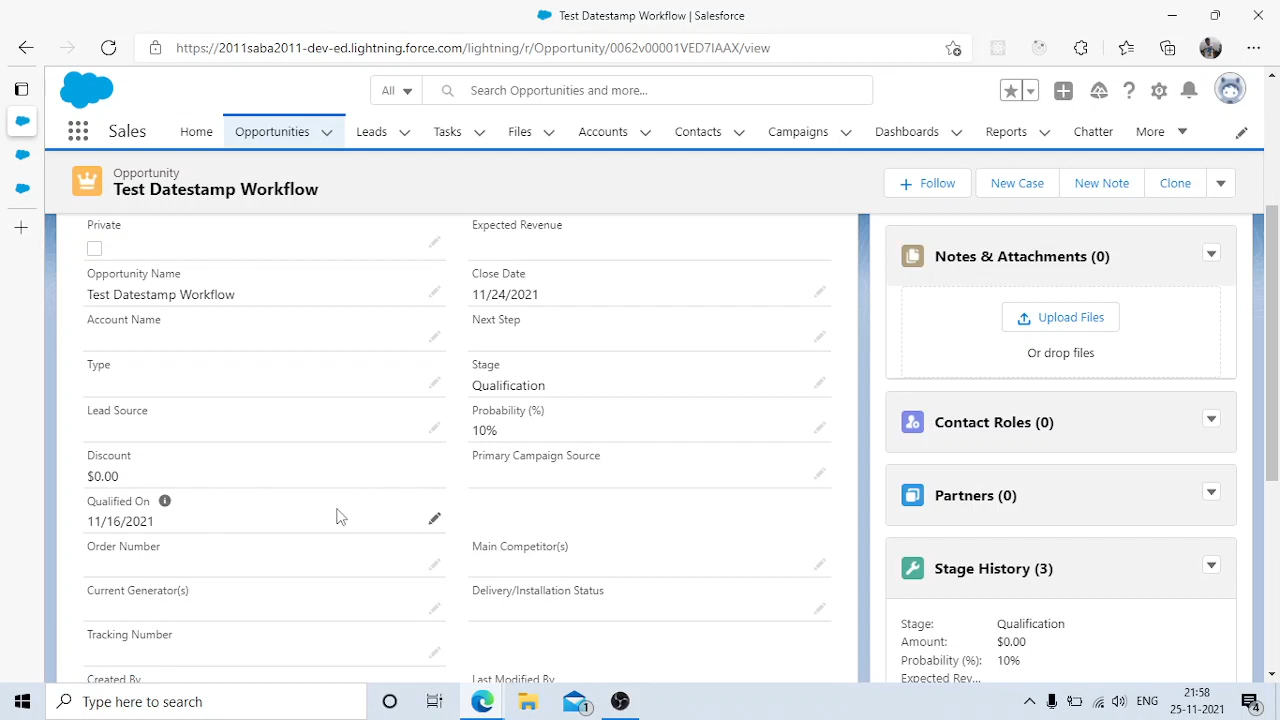 Test Datestamp Workflow | Salesforce
https://2011saba2011-dev-ed.lightning.force.com/lightning/r/Opportunity/0062v00001VED7IAAX/view
All
Search Opportunities and more...
Sales
Home
Opportunities
Leads
Tasks
Files
Accounts
Contacts
Campaigns
Dashboards
Reports
Chatter
More
Opportunity
Test Datestamp Workflow
Follow
New Case
New Note
Clone
Private
Expected Revenue
Opportunity Name
Test Datestamp Workflow
Close Date
11/24/2021
Account Name
Next Step
Type
Stage
Qualification
Lead Source
Probability (%)
10%
Discount
$0.00
Primary Campaign Source
Qualified On
11/16/2021
Order Number
Main Competitor(s)
Current Generator(s)
Delivery/Installation Status
Tracking Number
Created By
Last Modified By
Notes & Attachments (0)
Upload Files
Or drop files
Contact Roles (0)
Partners (0)
Stage History (3)
Stage: Qualification
Amount: $0.00
Probability (%): 10%
Expected Rev...
Type here to search
1
ENG
21:58
25-11-2021
4